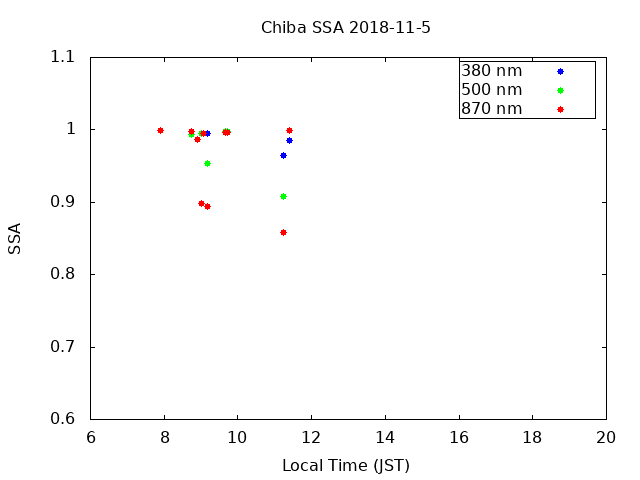 Chiba SSA 2018-11-5
1.1
1
0.9
0.8
0.7
0.6
SSA
380 nm
500 nm
870 nm
6 8 10 12 14 16 18 20
Local Time (JST)